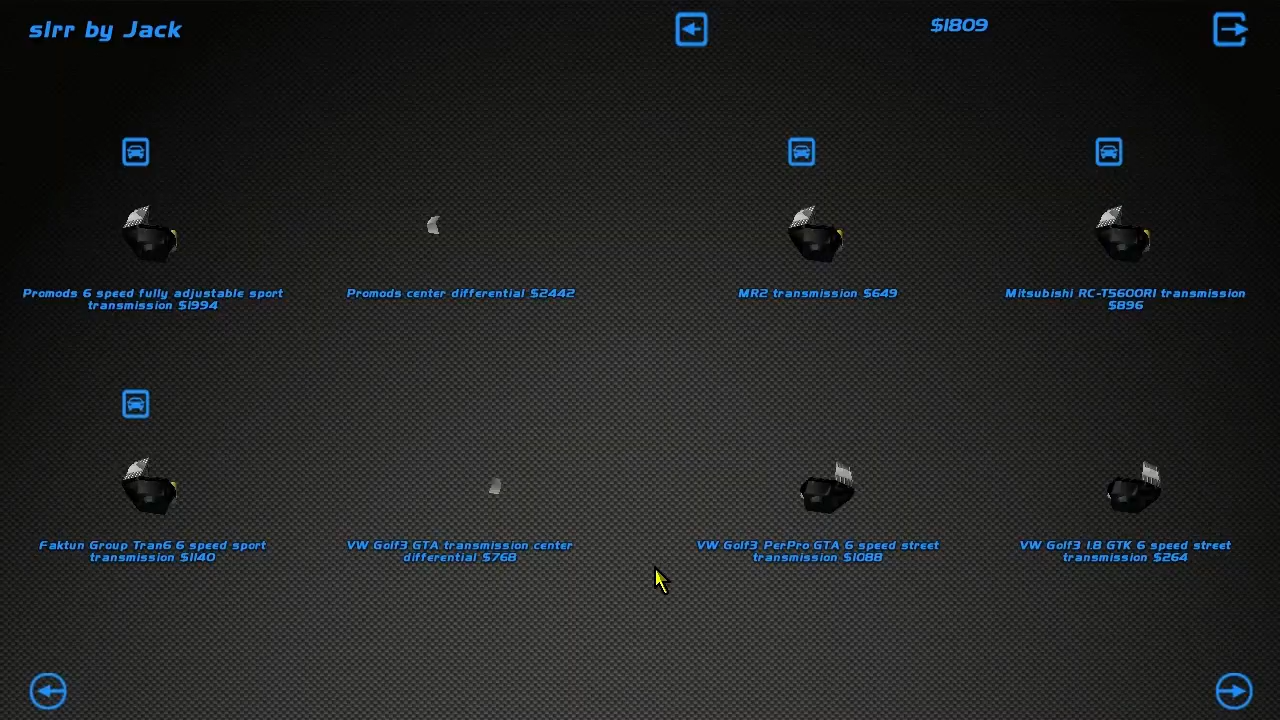 slrr by Jack
$1809
Promods 6 speed fully adjustable sport
transmission $1994
Promods center differential $2442
MR2 transmission $649
Mitsubishi RC-T5600R1 transmission
$896
Faktun Group Tran6 6 speed sport
transmission $1140
VW Golf3 GTA transmission center
differential $768
VW Golf3 PerPro GTA 6 speed street
transmission $1088
VW Golf3 1.8 GTK 6 speed street
transmission $264